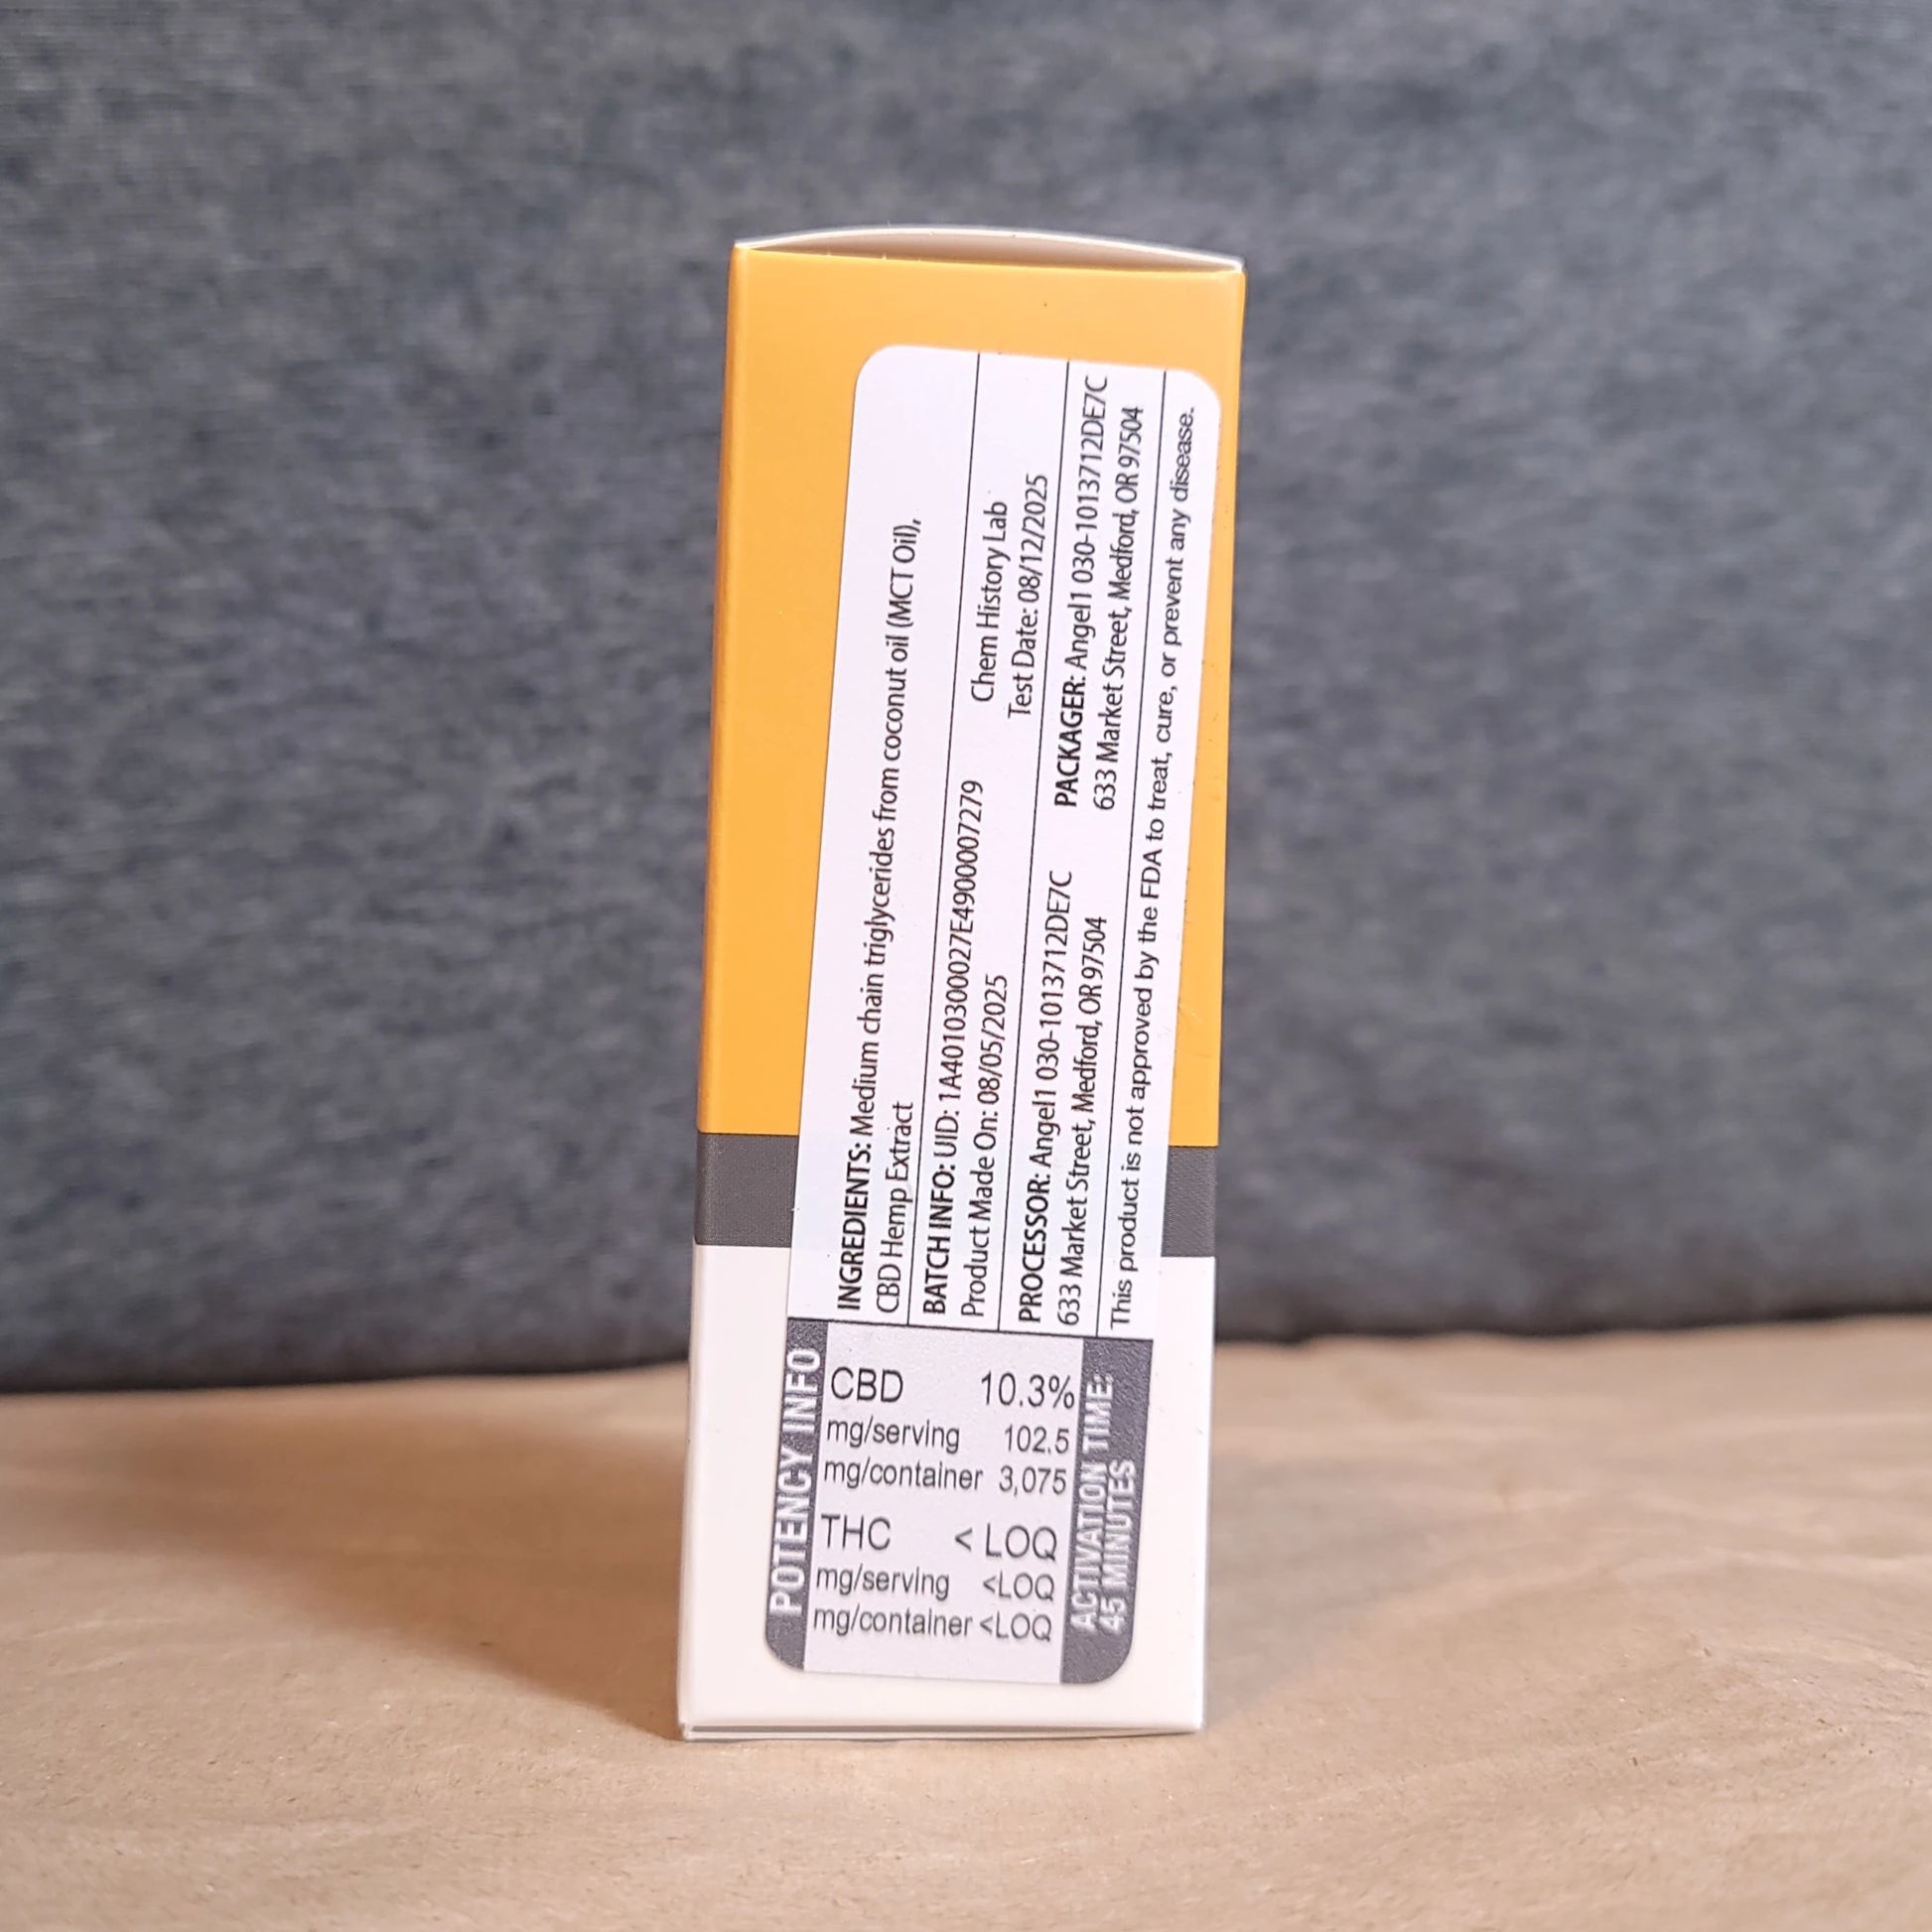 INGREDIENTS: Medium chain triglycerides from coconut oil (MCT Oil),
CBD Hemp Extract
BATCH INFO: UID: 1A4010300027E490000007279
Product Made On: 08/05/2025
Chem History Lab
Test Date: 08/12/2025
PROCESSOR: Angel1 030-1013712DE7C
633 Market Street, Medford, OR 97504
PACKAGER: Angel1 030-1013712DE7C
633 Market Street, Medford, OR 97504
This product is not approved by the FDA to treat, cure, or prevent any disease.
POTENCY INFO
CBD 10.3%
mg/serving 102.5
mg/container 3,075
THC < LOQ
mg/serving <LOQ
mg/container <LOQ
ACTIVATION TIME:
45 MINUTES